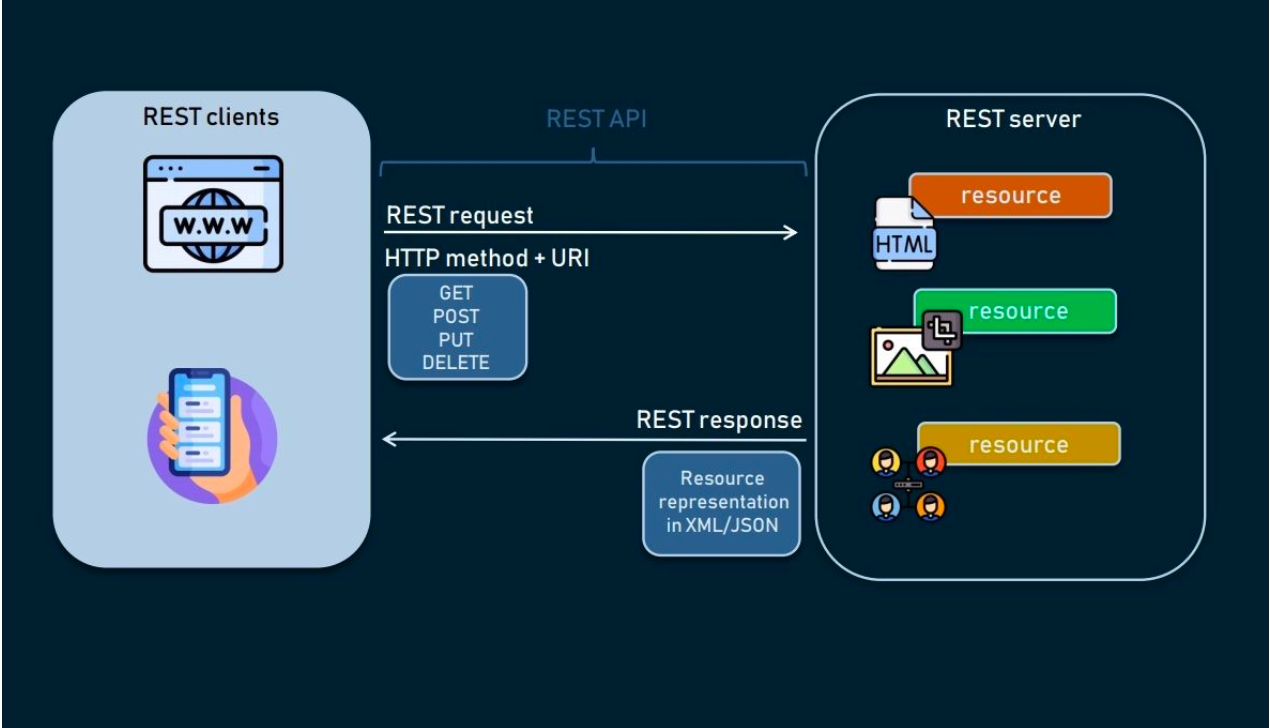 REST clients
W.W.W
REST API
REST request
HTTP method + URI
GET
POST
PUT
DELETE
REST response
Resource
representation
in XML/JSON
REST server
resource
HTML
resource
resource